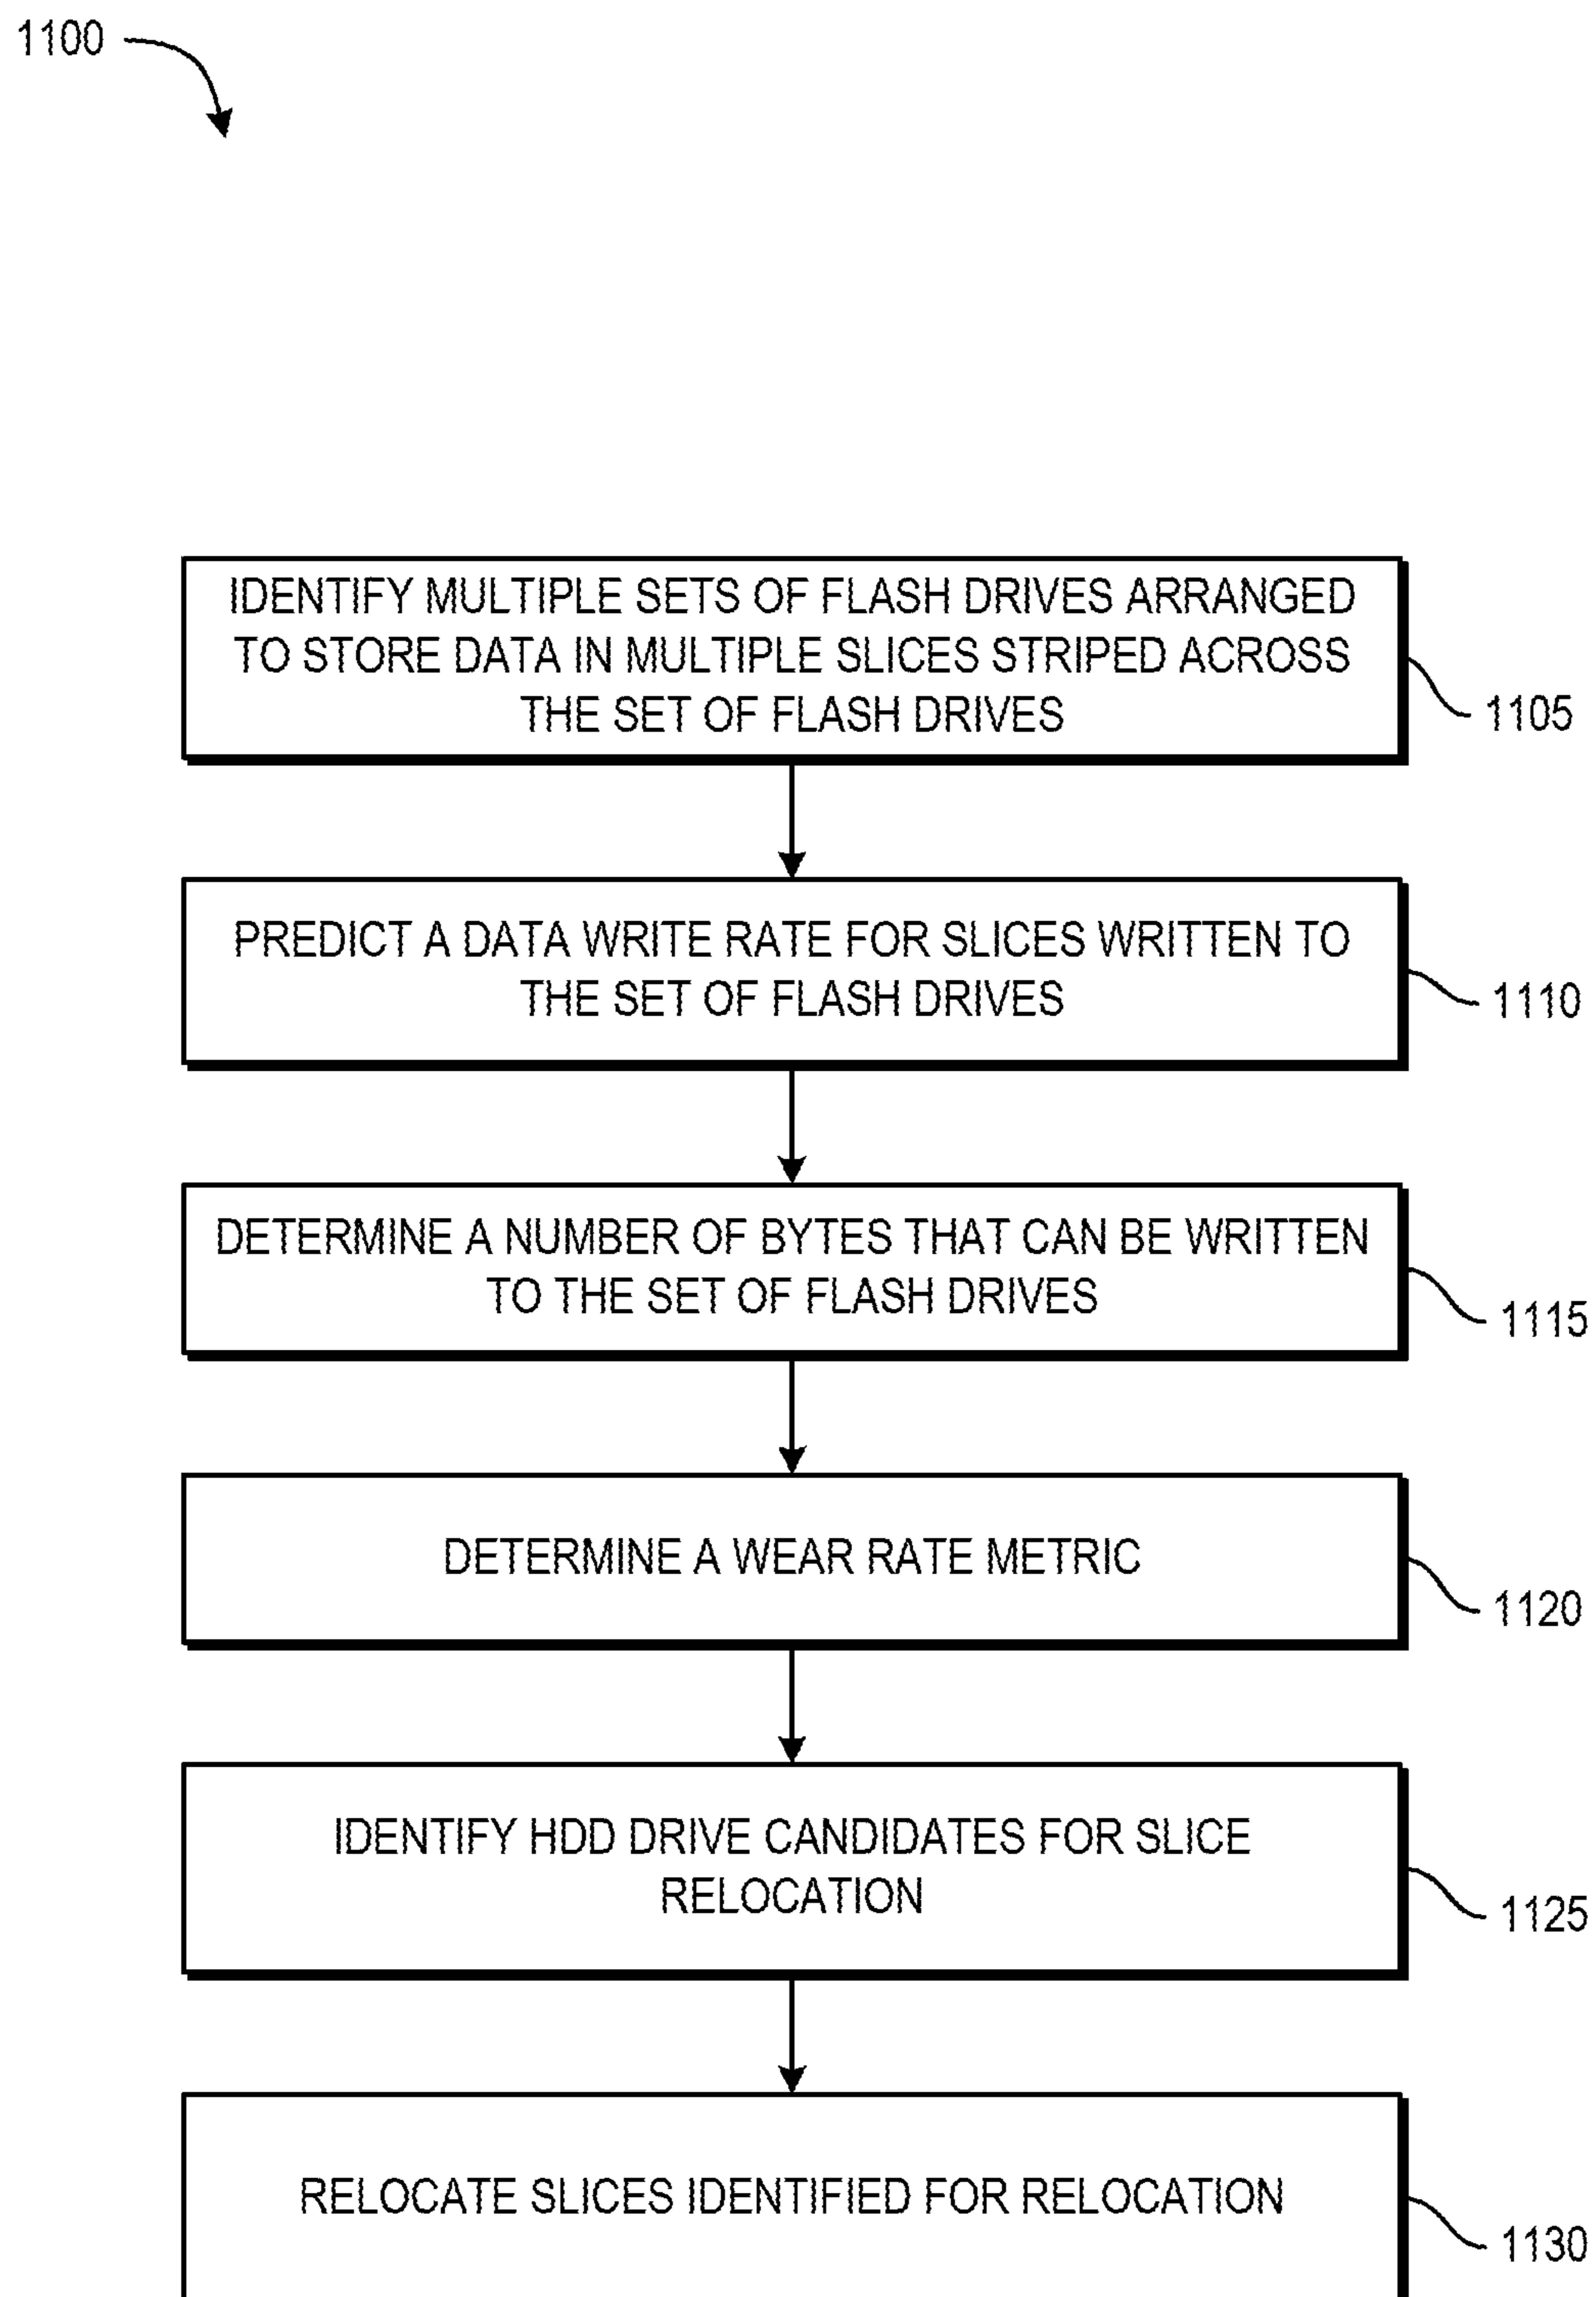 1100
IDENTIFY MULTIPLE SETS OF FLASH DRIVES ARRANGED
TO STORE DATA IN MULTIPLE SLICES STRIPED ACROSS
THE SET OF FLASH DRIVES
1105
PREDICT A DATA WRITE RATE FOR SLICES WRITTEN TO
THE SET OF FLASH DRIVES
1110
DETERMINE A NUMBER OF BYTES THAT CAN BE WRITTEN
TO THE SET OF FLASH DRIVES
1115
DETERMINE A WEAR RATE METRIC
1120
IDENTIFY HDD DRIVE CANDIDATES FOR SLICE
RELOCATION
1125
RELOCATE SLICES IDENTIFIED FOR RELOCATION
1130